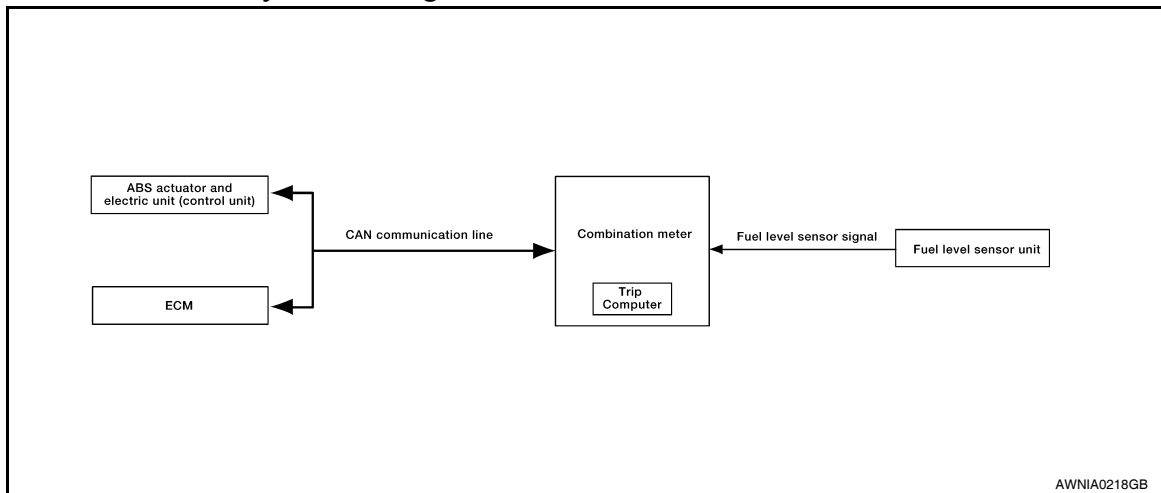 ABS actuator and
electric unit (control unit)
ECM
CAN communication line
Combination meter
Trip
Computer
Fuel level sensor signal
Fuel level sensor unit
AWNIA0218GB